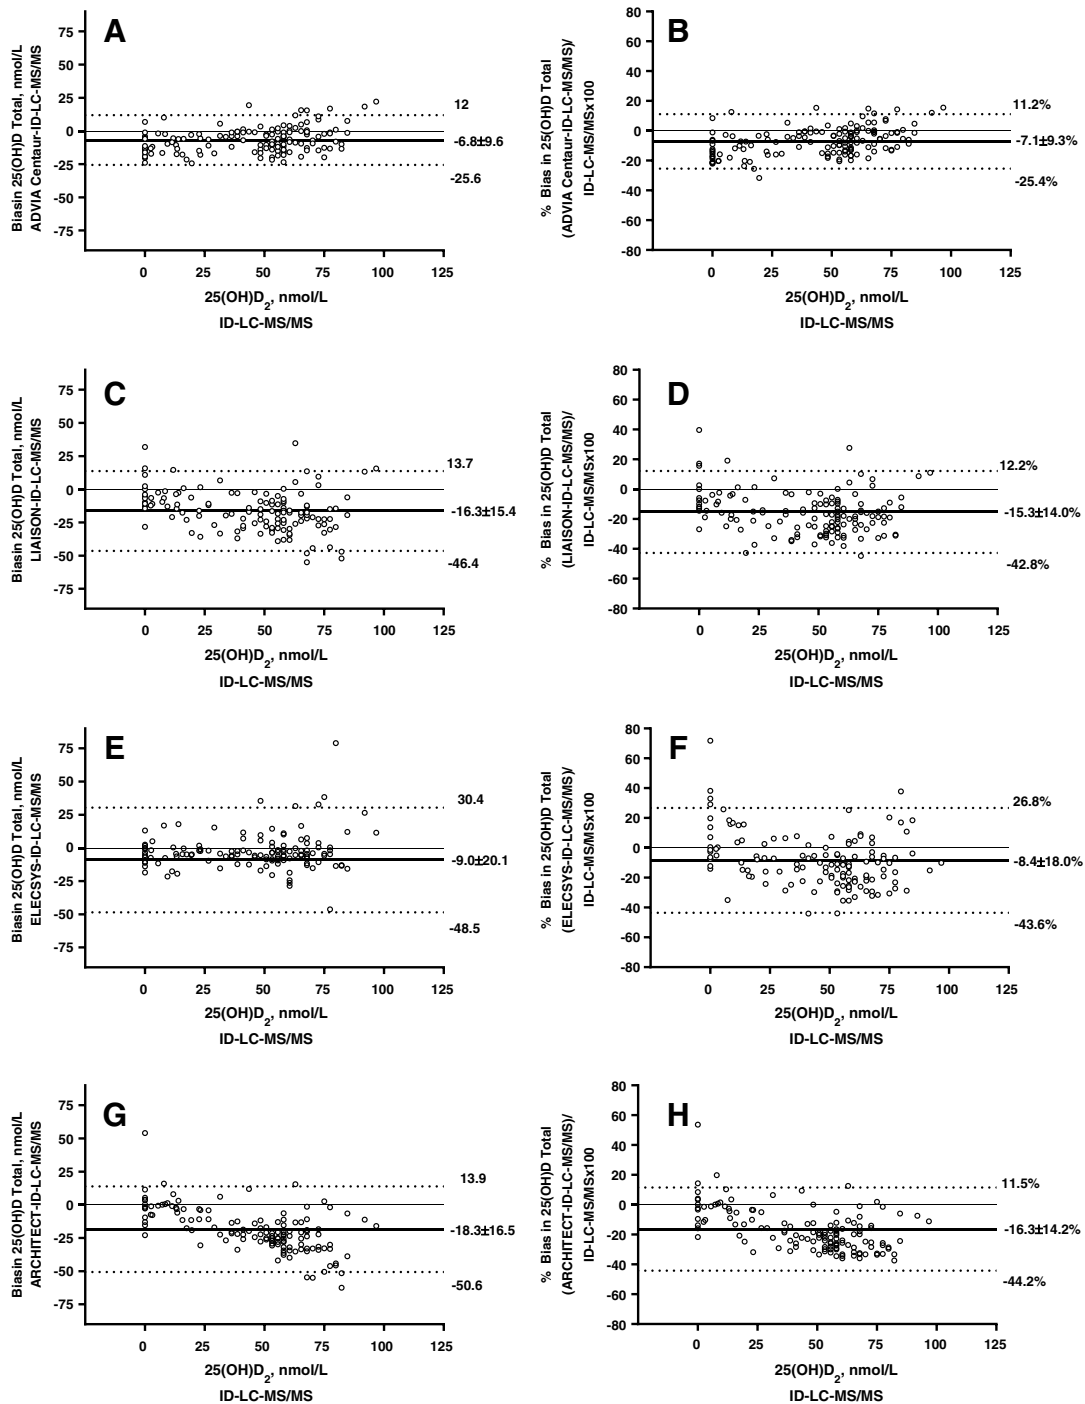 A
Biasin 25(OH)D Total, nmol/L
ADVIA Centaur-ID-LC-MS/MS
75
50
25
0
-25
-50
-75
12
-6.8±9.6
-25.6
0 25 50 75 100 125
25(OH)D2, nmol/L
ID-LC-MS/MS
B
% Bias in 25(OH)D Total
(ADVIA Centaur-ID-LC-MS/MS)/
ID-LC-MS/MSx100
80
60
40
20
0
-20
-40
-60
-80
11.2%
-7.1±9.3%
-25.4%
0 25 50 75 100 125
25(OH)D2, nmol/L
ID-LC-MS/MS
C
Biasin 25(OH)D Total, nmol/L
LIAISON-ID-LC-MS/MS
75
50
25
0
-25
-50
-75
13.7
-16.3±15.4
-46.4
0 25 50 75 100 125
25(OH)D2, nmol/L
ID-LC-MS/MS
D
% Bias in 25(OH)D Total
(LIAISON-ID-LC-MS/MS)/
ID-LC-MS/MSx100
80
60
40
20
0
-20
-40
-60
-80
12.2%
-15.3±14.0%
-42.8%
0 25 50 75 100 125
25(OH)D2, nmol/L
ID-LC-MS/MS
E
Biasin 25(OH)D Total, nmol/L
ELECSYS-ID-LC-MS/MS
75
50
25
0
-25
-50
-75
30.4
-9.0±20.1
-48.5
0 25 50 75 100 125
25(OH)D2, nmol/L
ID-LC-MS/MS
F
% Bias in 25(OH)D Total
(ELECSYS-ID-LC-MS/MS)/
ID-LC-MS/MSx100
80
60
40
20
0
-20
-40
-60
-80
26.8%
-8.4±18.0%
-43.6%
0 25 50 75 100 125
25(OH)D2, nmol/L
ID-LC-MS/MS
G
Biasin 25(OH)D Total, nmol/L
ARCHITECT-ID-LC-MS/MS
75
50
25
0
-25
-50
-75
13.9
-18.3±16.5
-50.6
0 25 50 75 100 125
25(OH)D2, nmol/L
ID-LC-MS/MS
H
% Bias in 25(OH)D Total
(ARCHITECT-ID-LC-MS/MS)/
ID-LC-MS/MSx100
80
60
40
20
0
-20
-40
-60
-80
11.5%
-16.3±14.2%
-44.2%
0 25 50 75 100 125
25(OH)D2, nmol/L
ID-LC-MS/MS